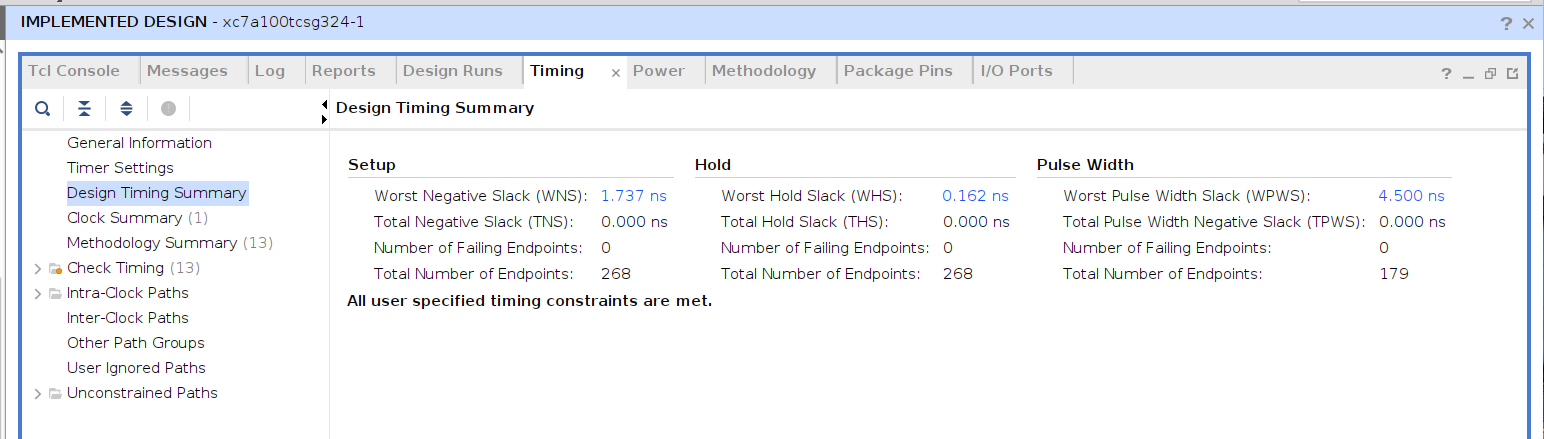 IMPLEMENTED DESIGN - xc7a100tcsg324-1
? ×
Tcl Console Messages Log Reports Design Runs Timing × Power Methodology Package Pins I/O Ports
? _
Design Timing Summary
General Information
Timer Settings
Design Timing Summary
Clock Summary (1)
Methodology Summary (13)
Check Timing (13)
Intra-Clock Paths
Inter-Clock Paths
Other Path Groups
User Ignored Paths
Unconstrained Paths
Setup
Worst Negative Slack (WNS): 1.737 ns
Total Negative Slack (TNS): 0.000 ns
Number of Failing Endpoints: 0
Total Number of Endpoints: 268
Hold
Worst Hold Slack (WHS): 0.162 ns
Total Hold Slack (THS): 0.000 ns
Number of Failing Endpoints: 0
Total Number of Endpoints: 268
Pulse Width
Worst Pulse Width Slack (WPWS): 4.500 ns
Total Pulse Width Negative Slack (TPWS): 0.000 ns
Number of Failing Endpoints: 0
Total Number of Endpoints: 179
All user specified timing constraints are met.